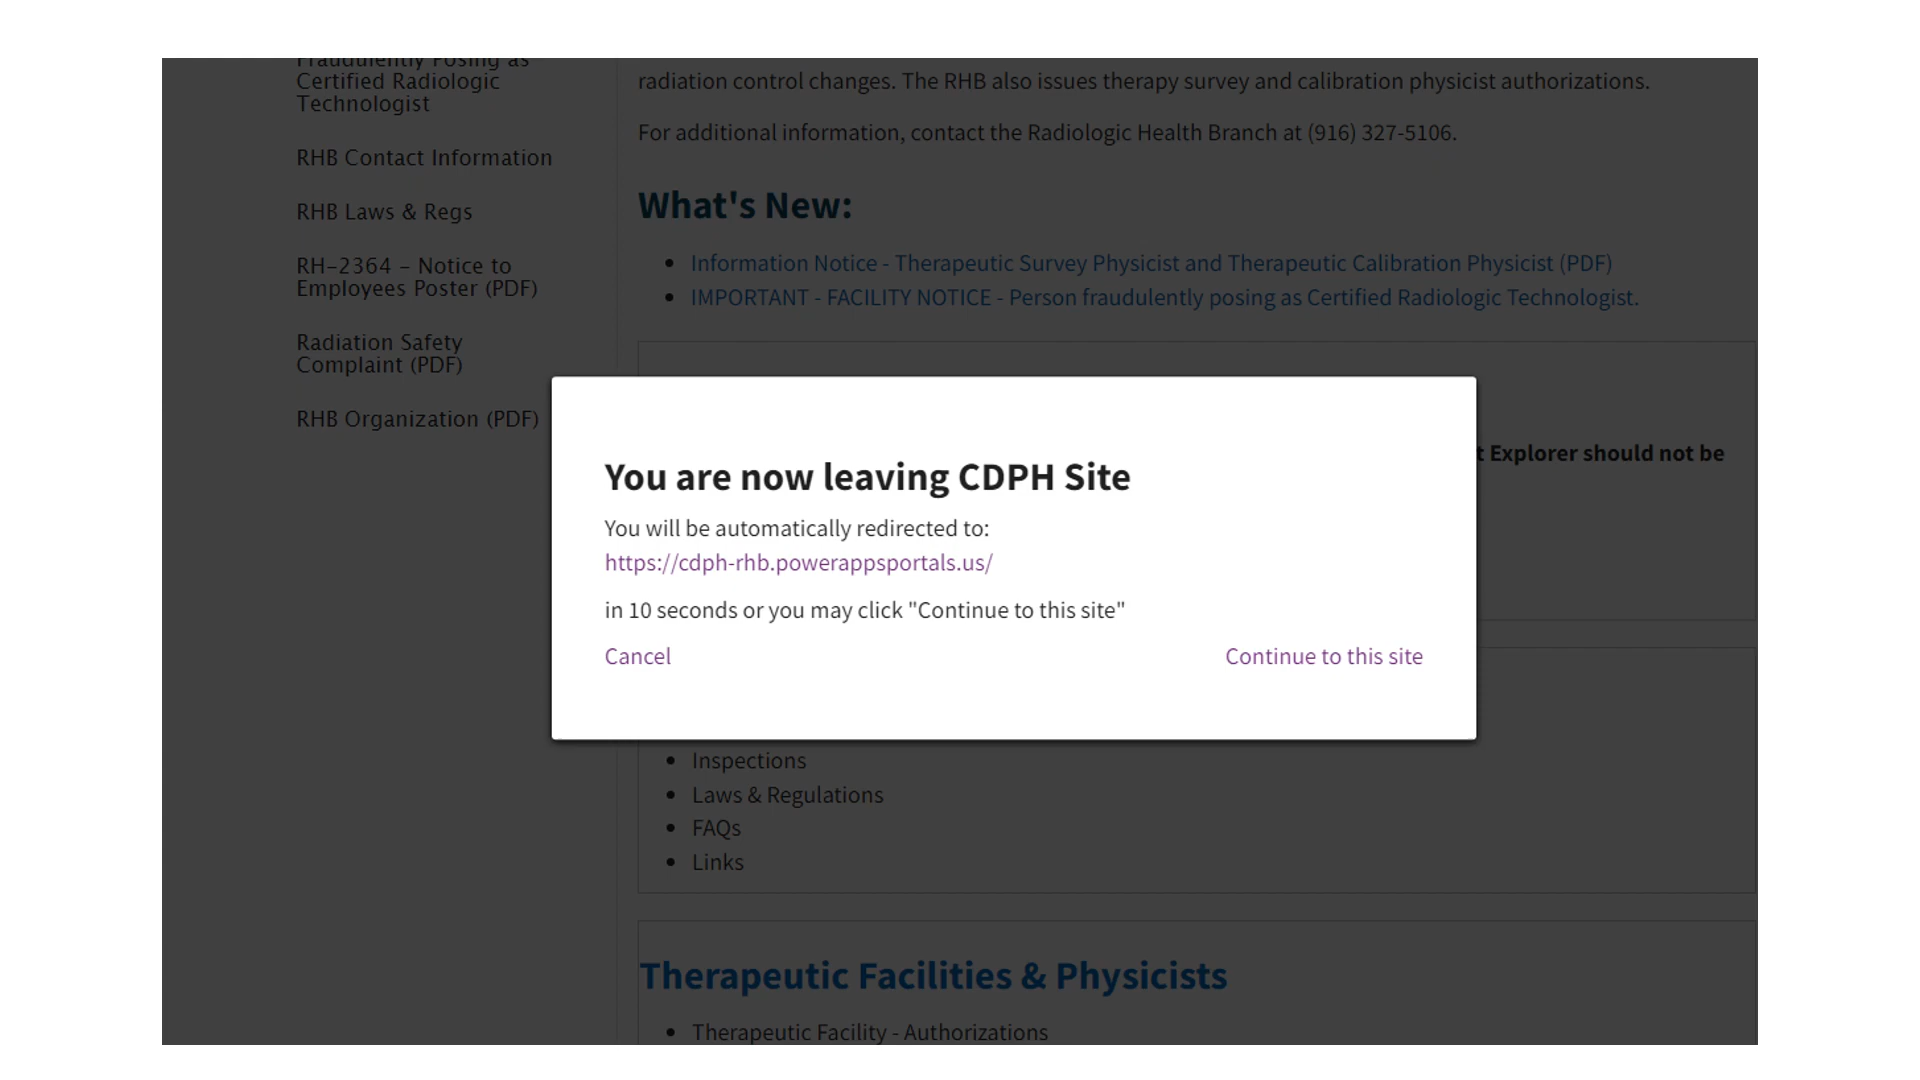 Fraudulently Posing as
Certified Radiologic
Technologist
RHB Contact Information
RHB Laws & Regs
RH-2364 - Notice to
Employees Poster (PDF)
Radiation Safety
Complaint (PDF)
RHB Organization (PDF)
radiation control changes. The RHB also issues therapy survey and calibration physicist authorizations.
For additional information, contact the Radiologic Health Branch at (916) 327-5106.
What's New:
Information Notice - Therapeutic Survey Physicist and Therapeutic Calibration Physicist (PDF)
IMPORTANT - FACILITY NOTICE - Person fraudulently posing as Certified Radiologic Technologist.
Explorer should not be
You are now leaving CDPH Site
You will be automatically redirected to:
https://cdph-rhb.powerappsportals.us/
in 10 seconds or you may click "Continue to this site"
Cancel
Continue to this site
Inspections
Laws & Regulations
FAQs
Links
Therapeutic Facilities & Physicists
Therapeutic Facility - Authorizations